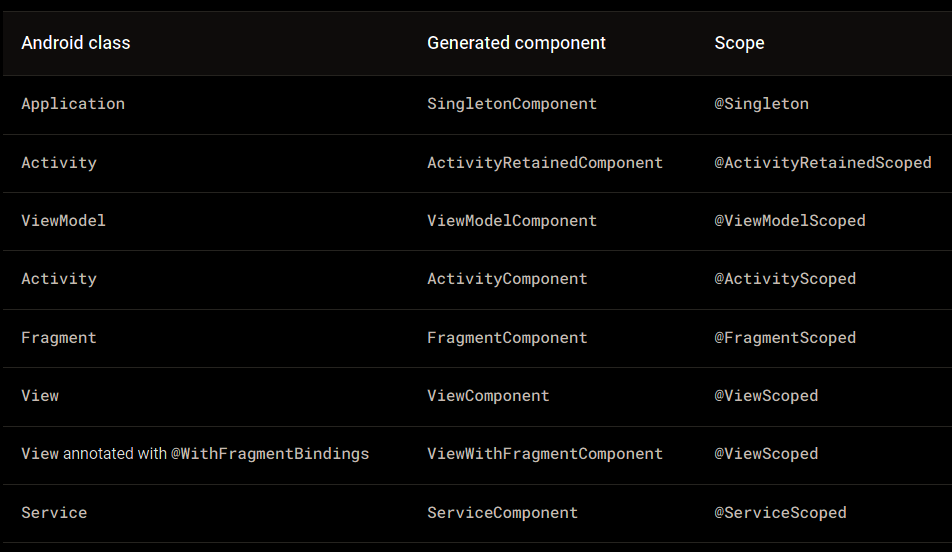 Android class Generated component Scope
Application SingletonComponent @Singleton
Activity ActivityRetainedComponent @ActivityRetainedScoped
ViewModel ViewModelComponent @ViewModelScoped
Activity ActivityComponent @ActivityScoped
Fragment FragmentComponent @FragmentScoped
View ViewComponent @ViewScoped
View annotated with @WithFragmentBindings ViewWithFragmentComponent @ViewScoped
Service ServiceComponent @ServiceScoped